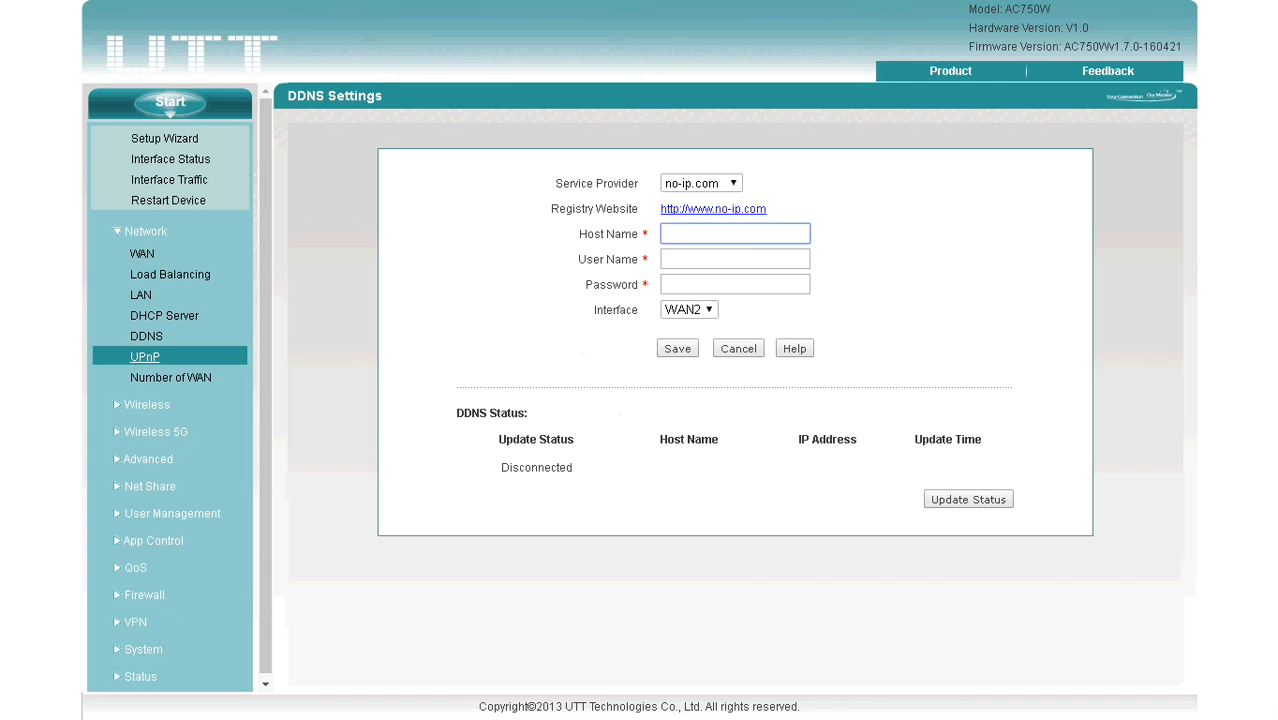 Model: AC750W
Hardware Version: V1.0
Firmware Version: AC750Wv1.7.0-160421
UTT
Product
Feedback
Start
DDNS Settings
Your Connection Our Mission
Setup Wizard
Interface Status
Interface Traffic
Restart Device
Network
WAN
Load Balancing
LAN
DHCP Server
DDNS
UPnP
Number of WAN
Wireless
Wireless 5G
Advanced
Net Share
User Management
App Control
QoS
Firewall
VPN
System
Status
Service Provider no-ip.com
Registry Website http://www.no-ip.com
Host Name *
User Name *
Password *
Interface WAN2
Save Cancel Help
DDNS Status:
Update Status Host Name IP Address Update Time
Disconnected
Update Status
Copyright©2013 UTT Technologies Co., Ltd. All rights reserved.